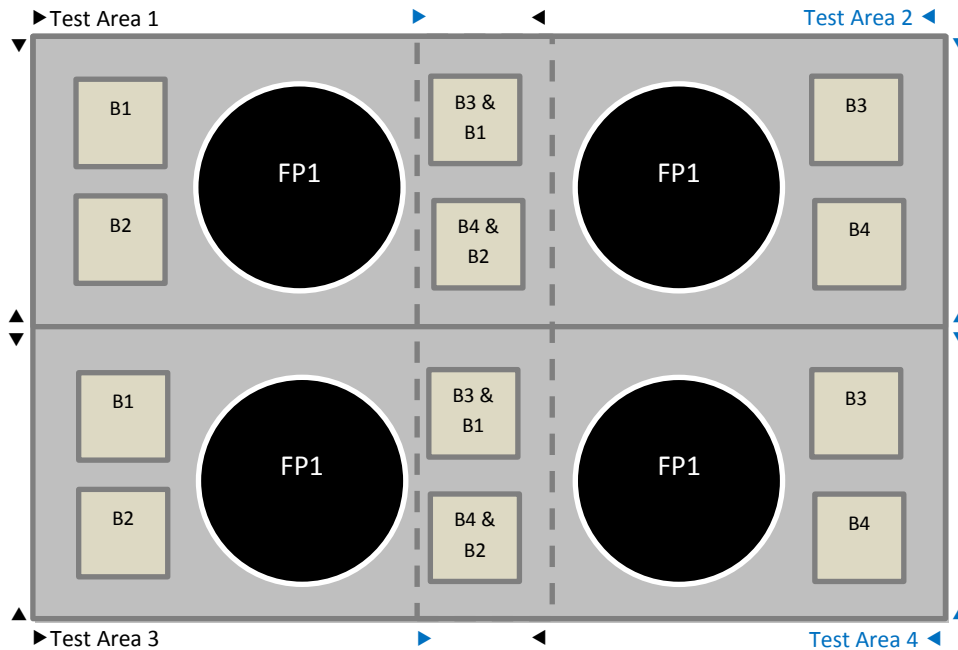 Test Area 1
Test Area 2
B1
FP1
B3 &
B1
FP1
B3
B2
B4 &
B2
B4
B1
FP1
B3 &
B1
FP1
B3
B2
B4 &
B2
B4
Test Area 3
Test Area 4